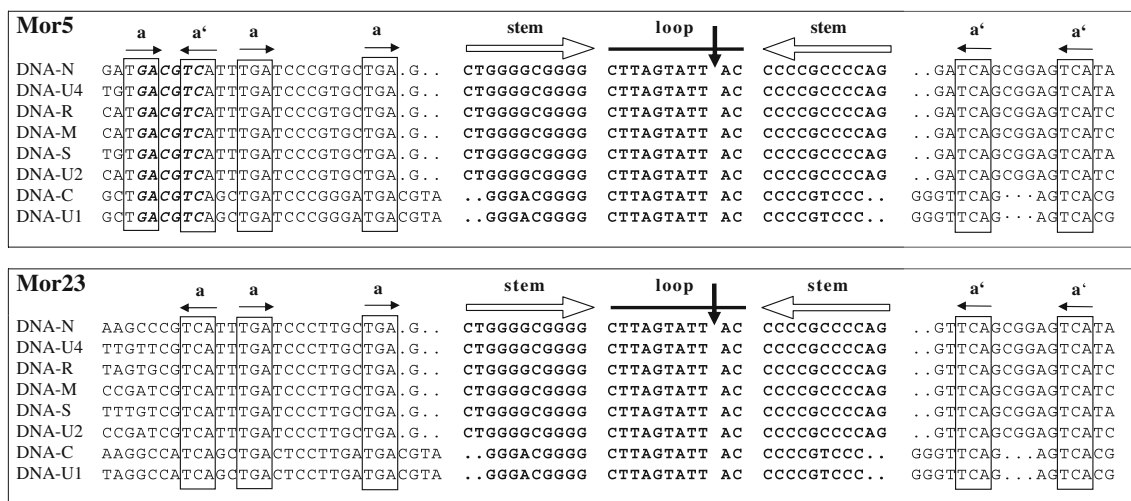 Mor5
a a‘ a a stem loop stem a‘ a‘
DNA-N GATGACGTCATTTGATCCCGTGCTGA.G.. CTGGGGCGGGG CTTAGTATT AC CCCCGCCCCAG ..GATCAGCGGAGTCATA
DNA-U4 TGTGACGTCATTTGATCCCGTGCTGA.G.. CTGGGGCGGGG CTTAGTATT AC CCCCGCCCCAG ..GATCAGCGGAGTCATA
DNA-R CATGACGTCATTTGATCCCGTGCTGA.G.. CTGGGGCGGGG CTTAGTATT AC CCCCGCCCCAG ..GATCAGCGGAGTCATC
DNA-M CATGACGTCATTTGATCCCGTGCTGA.G.. CTGGGGCGGGG CTTAGTATT AC CCCCGCCCCAG ..GATCAGCGGAGTCATC
DNA-S TGTGACGTCATTTGATCCCGTGCTGA.G.. CTGGGGCGGGG CTTAGTATT AC CCCCGCCCCAG ..GATCAGCGGAGTCATA
DNA-U2 CATGACGTCATTTGATCCCGTGCTGA.G.. CTGGGGCGGGG CTTAGTATT AC CCCCGCCCCAG ..GATCAGCGGAGTCATC
DNA-C GCTGACGTCAGCTGATCCCGGGATGACGTA ..GGGACGGGG CTTAGTATT AC CCCCGTCCC.. GGGTTCAG···AGTCACG
DNA-U1 GCTGACGTCAGCTGATCCCGGGATGACGTA ..GGGACGGGG CTTAGTATT AC CCCCGTCCC.. GGGTTCAG···AGTCACG
Mor23
a a a stem loop stem a‘ a‘
DNA-N AAGCCCGTCATTTGATCCCTTGCTGA.G.. CTGGGGCGGGG CTTAGTATT AC CCCCGCCCCAG ..GTTCAGCGGAGTCATA
DNA-U4 TTGTTCGTCATTTGATCCCTTGCTGA.G.. CTGGGGCGGGG CTTAGTATT AC CCCCGCCCCAG ..GTTCAGCGGAGTCATA
DNA-R TAGTGCGTCATTTGATCCCTTGCTGA.G.. CTGGGGCGGGG CTTAGTATT AC CCCCGCCCCAG ..GTTCAGCGGAGTCATC
DNA-M CCGATCGTCATTTGATCCCTTGCTGA.G.. CTGGGGCGGGG CTTAGTATT AC CCCCGCCCCAG ..GTTCAGCGGAGTCATC
DNA-S TTTGTCGTCATTTGATCCCTTGCTGA.G.. CTGGGGCGGGG CTTAGTATT AC CCCCGCCCCAG ..GTTCAGCGGAGTCATA
DNA-U2 CCGATCGTCATTTGATCCCTTGCTGA.G.. CTGGGGCGGGG CTTAGTATT AC CCCCGCCCCAG ..GTTCAGCGGAGTCATC
DNA-C AAGGCCATCAGCTGACTCCTTGATGACGTA ..GGGACGGGG CTTAGTATT AC CCCCGTCCC.. GGGTTCAG...AGTCACG
DNA-U1 TAGGCCATCAGCTGACTCCTTGATGACGTA ..GGGACGGGG CTTAGTATT AC CCCCGTCCC.. GGGTTCAG...AGTCACG